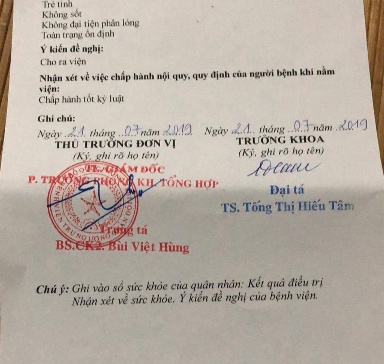 Trẻ tỉnh
Không sốt
Không đại tiện phân lỏng
Toàn trạng ổn định
Ý kiến đề nghị:
Cho ra viện
Nhận xét về việc chấp hành nội quy, quy định của người bệnh khi nằm
viện:
Chấp hành tốt kỷ luật
Ghi chú:
Ngày 21 tháng 07 năm 2019
THỦ TRƯỞNG ĐƠN VỊ
(Ký, ghi rõ họ tên)
TL. GIÁM ĐỐC
P. TRƯỞNG PHÒNG KH. TỔNG HỢP
Trung tá
BS.CK2. Bùi Việt Hùng
Ngày 21 tháng 07 năm 2019
TRƯỞNG KHOA
(Ký, ghi rõ họ tên)
Đại tá
TS. Tống Thị Hiếu Tâm
Chú ý: Ghi vào sổ sức khỏe của quân nhân: Kết quả điều trị
Nhận xét về sức khỏe. Ý kiến đề nghị của bệnh viện.